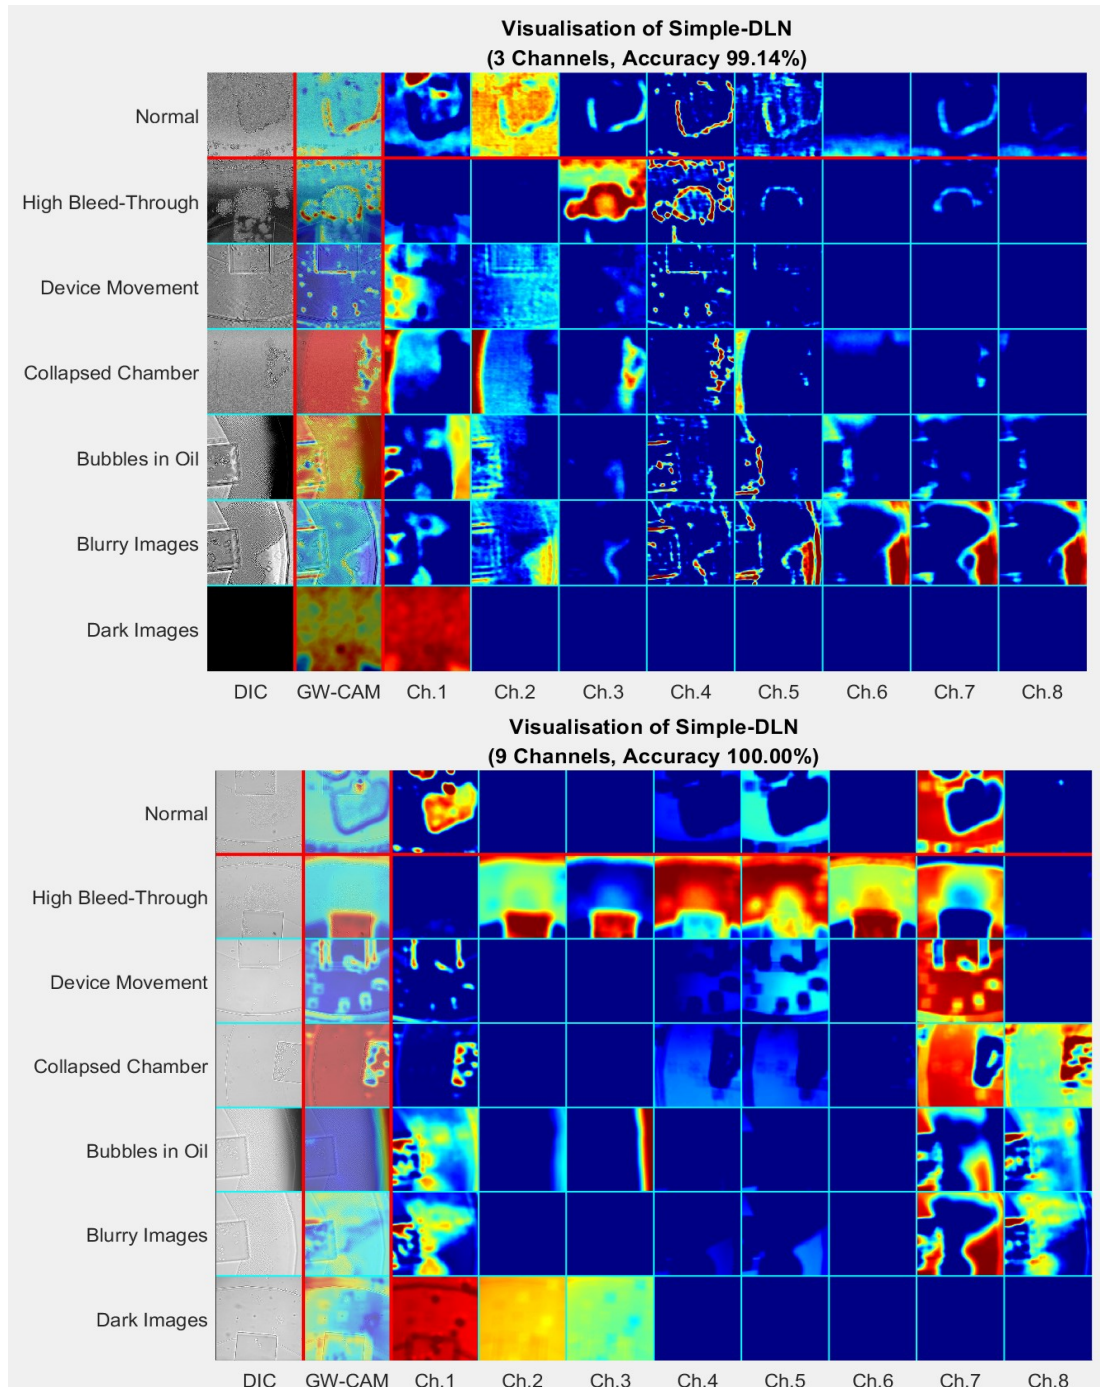 Visualisation of Simple-DLN
(3 Channels, Accuracy 99.14%)
Normal
High Bleed-Through
Device Movement
Collapsed Chamber
Bubbles in Oil
Blurry Images
Dark Images
DIC GW-CAM Ch.1 Ch.2 Ch.3 Ch.4 Ch.5 Ch.6 Ch.7 Ch.8
Visualisation of Simple-DLN
(9 Channels, Accuracy 100.00%)
Normal
High Bleed-Through
Device Movement
Collapsed Chamber
Bubbles in Oil
Blurry Images
Dark Images
DIC GW-CAM Ch.1 Ch.2 Ch.3 Ch.4 Ch.5 Ch.6 Ch.7 Ch.8